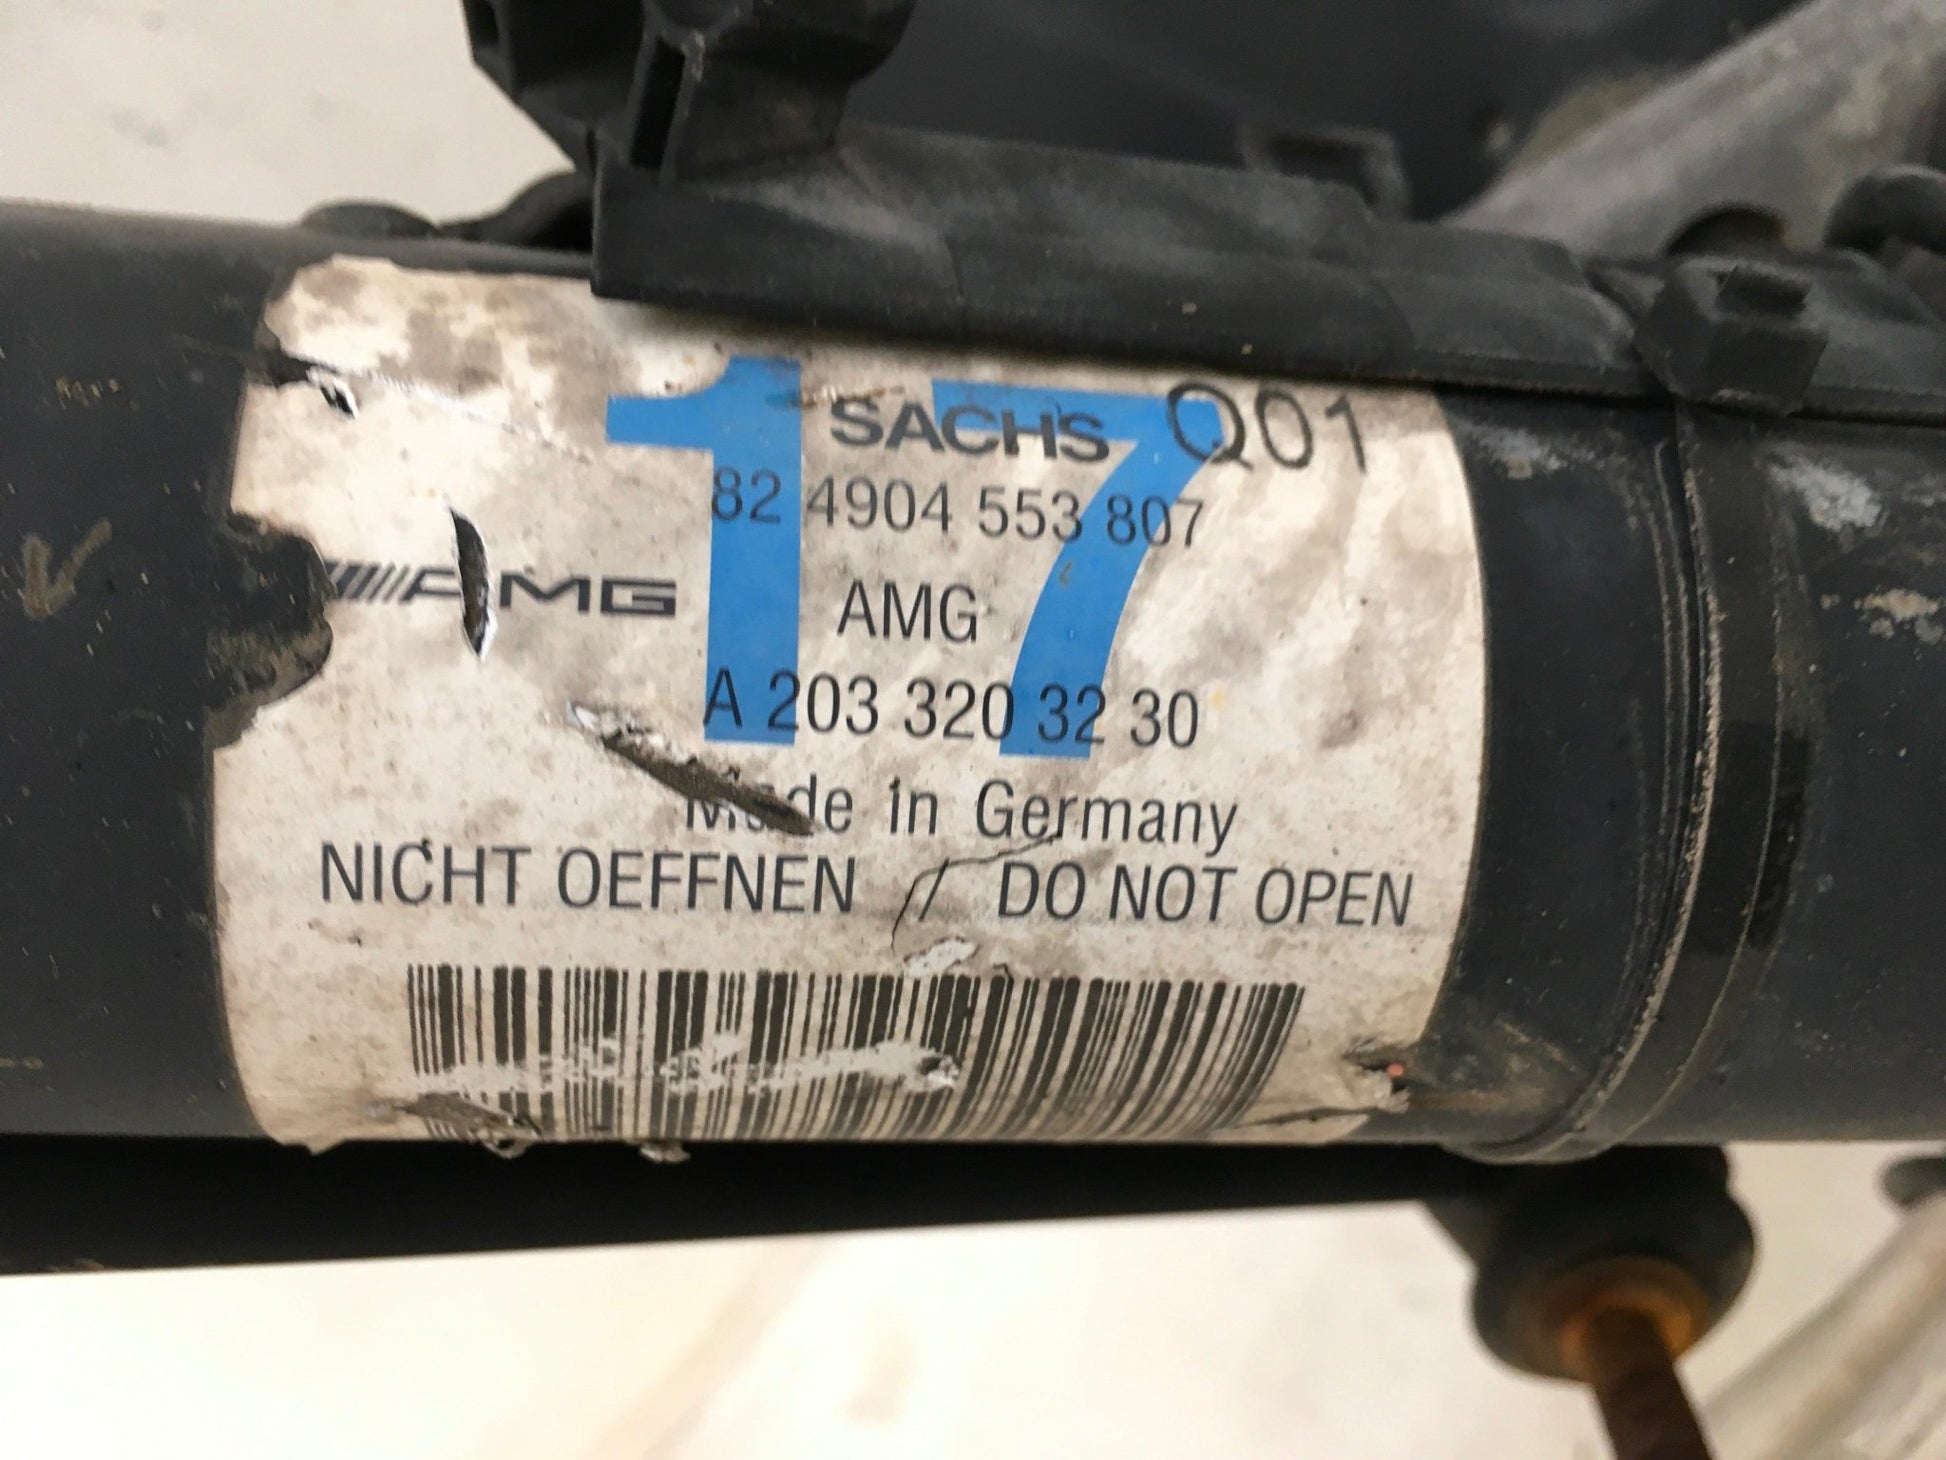 17
SACHS Q01
82 4904 553 807
AMG
AMG
A 203 320 32 30
Made in Germany
NICHT OEFFNEN / DO NOT OPEN